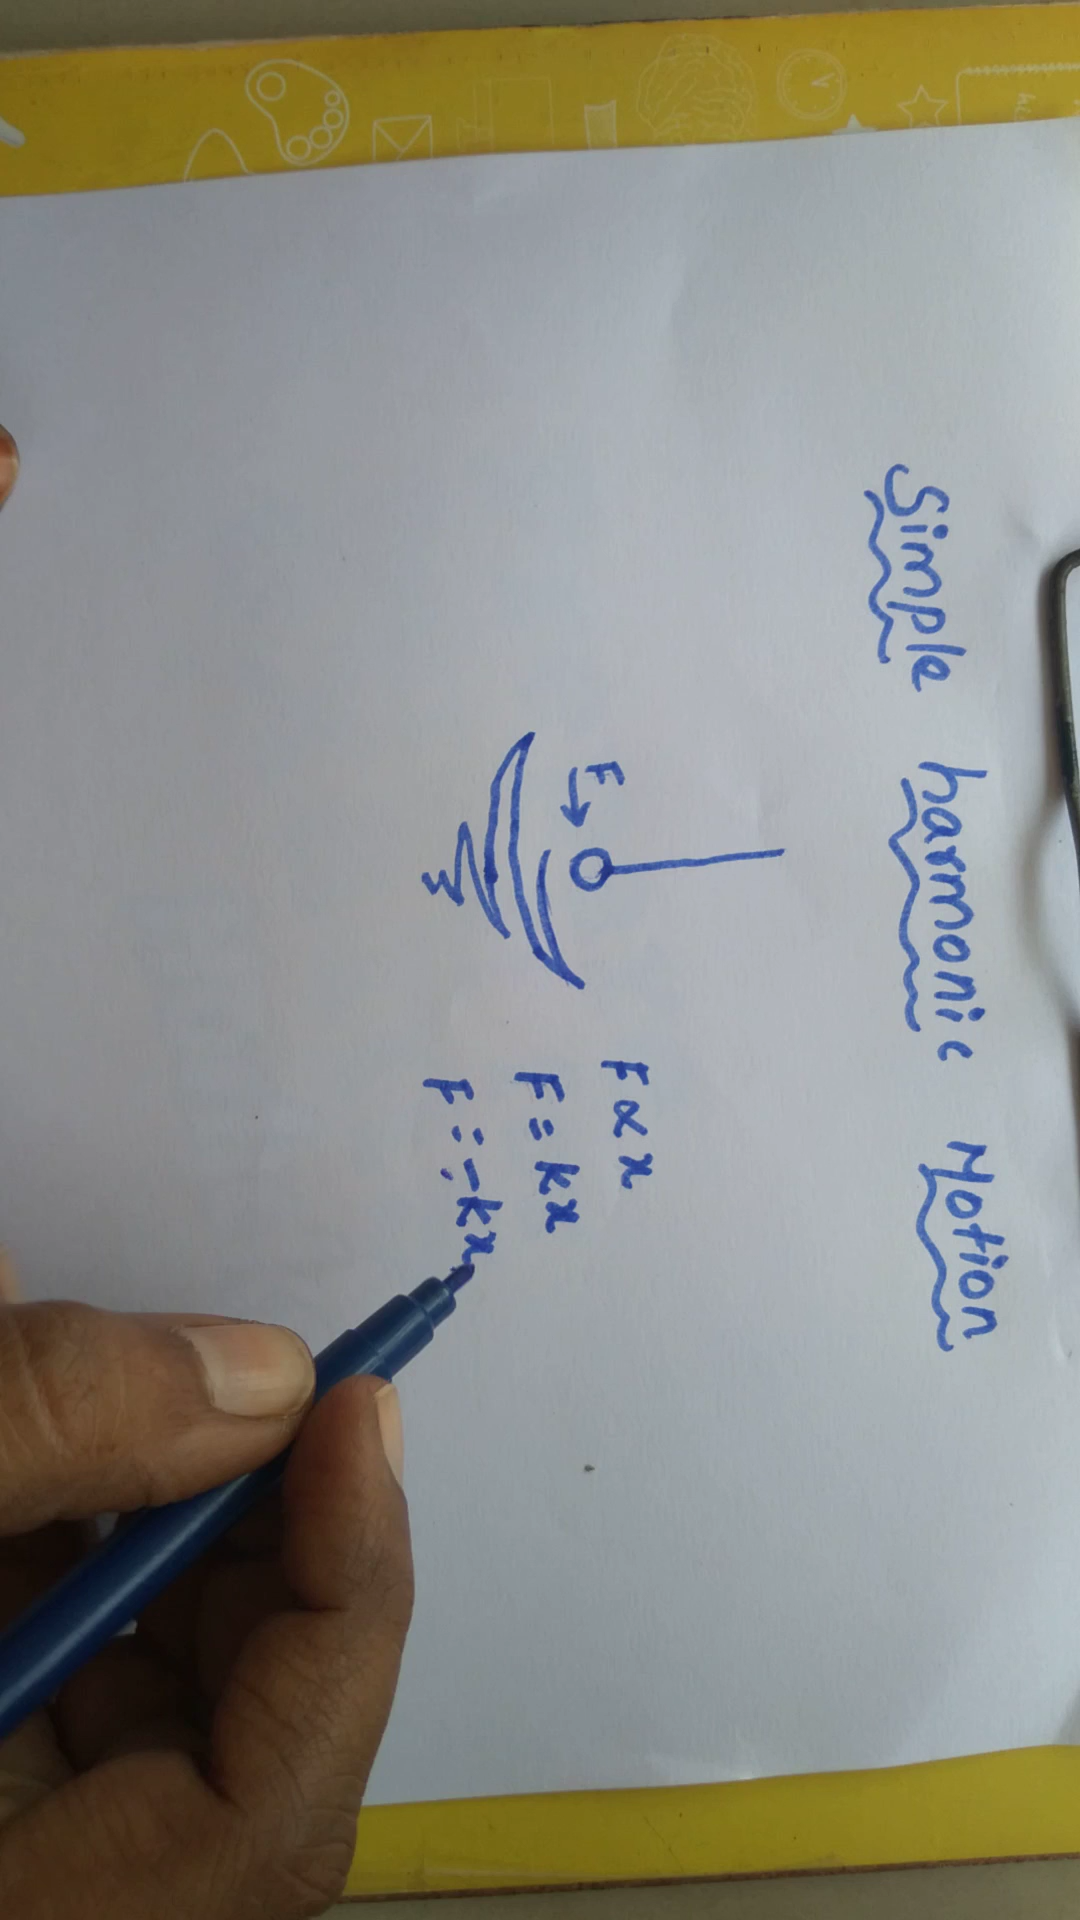 Simple harmonic Motion
F
F ∝ x
F = kx
F = -kx